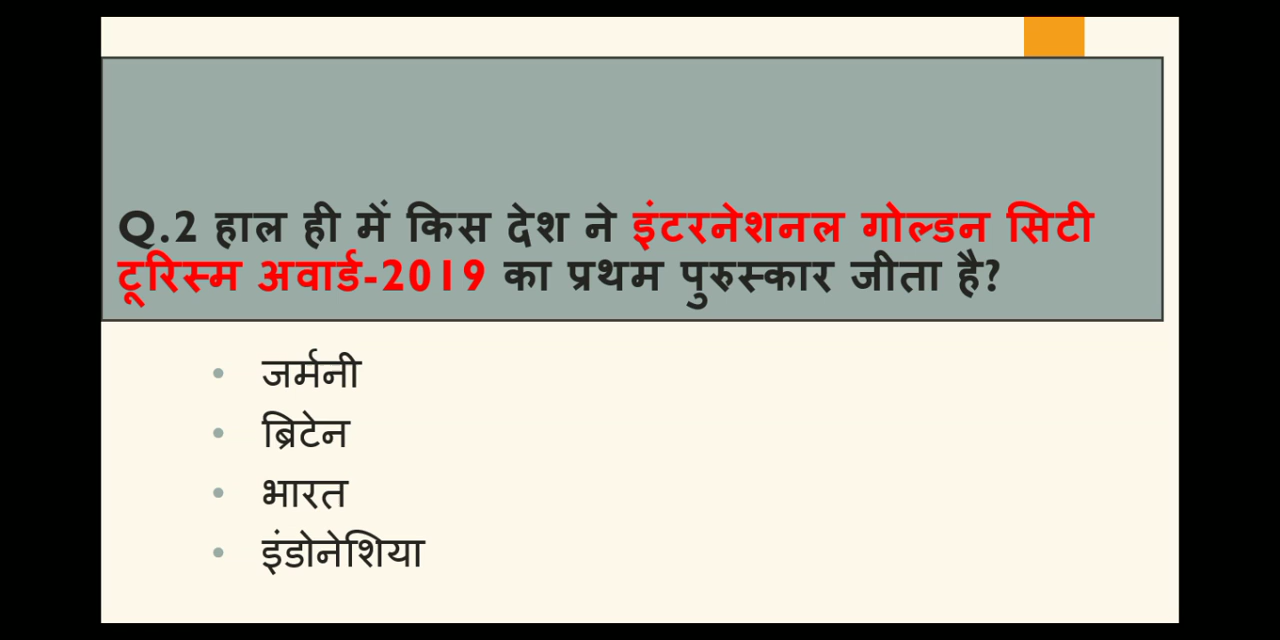 Q.2 हाल ही में किस देश ने इंटरनेशनल गोल्डन सिटी
टूरिस्म अवार्ड-2019 का प्रथम पुरुस्कार जीता है?
• जर्मनी
• ब्रिटेन
• भारत
• इंडोनेशिया